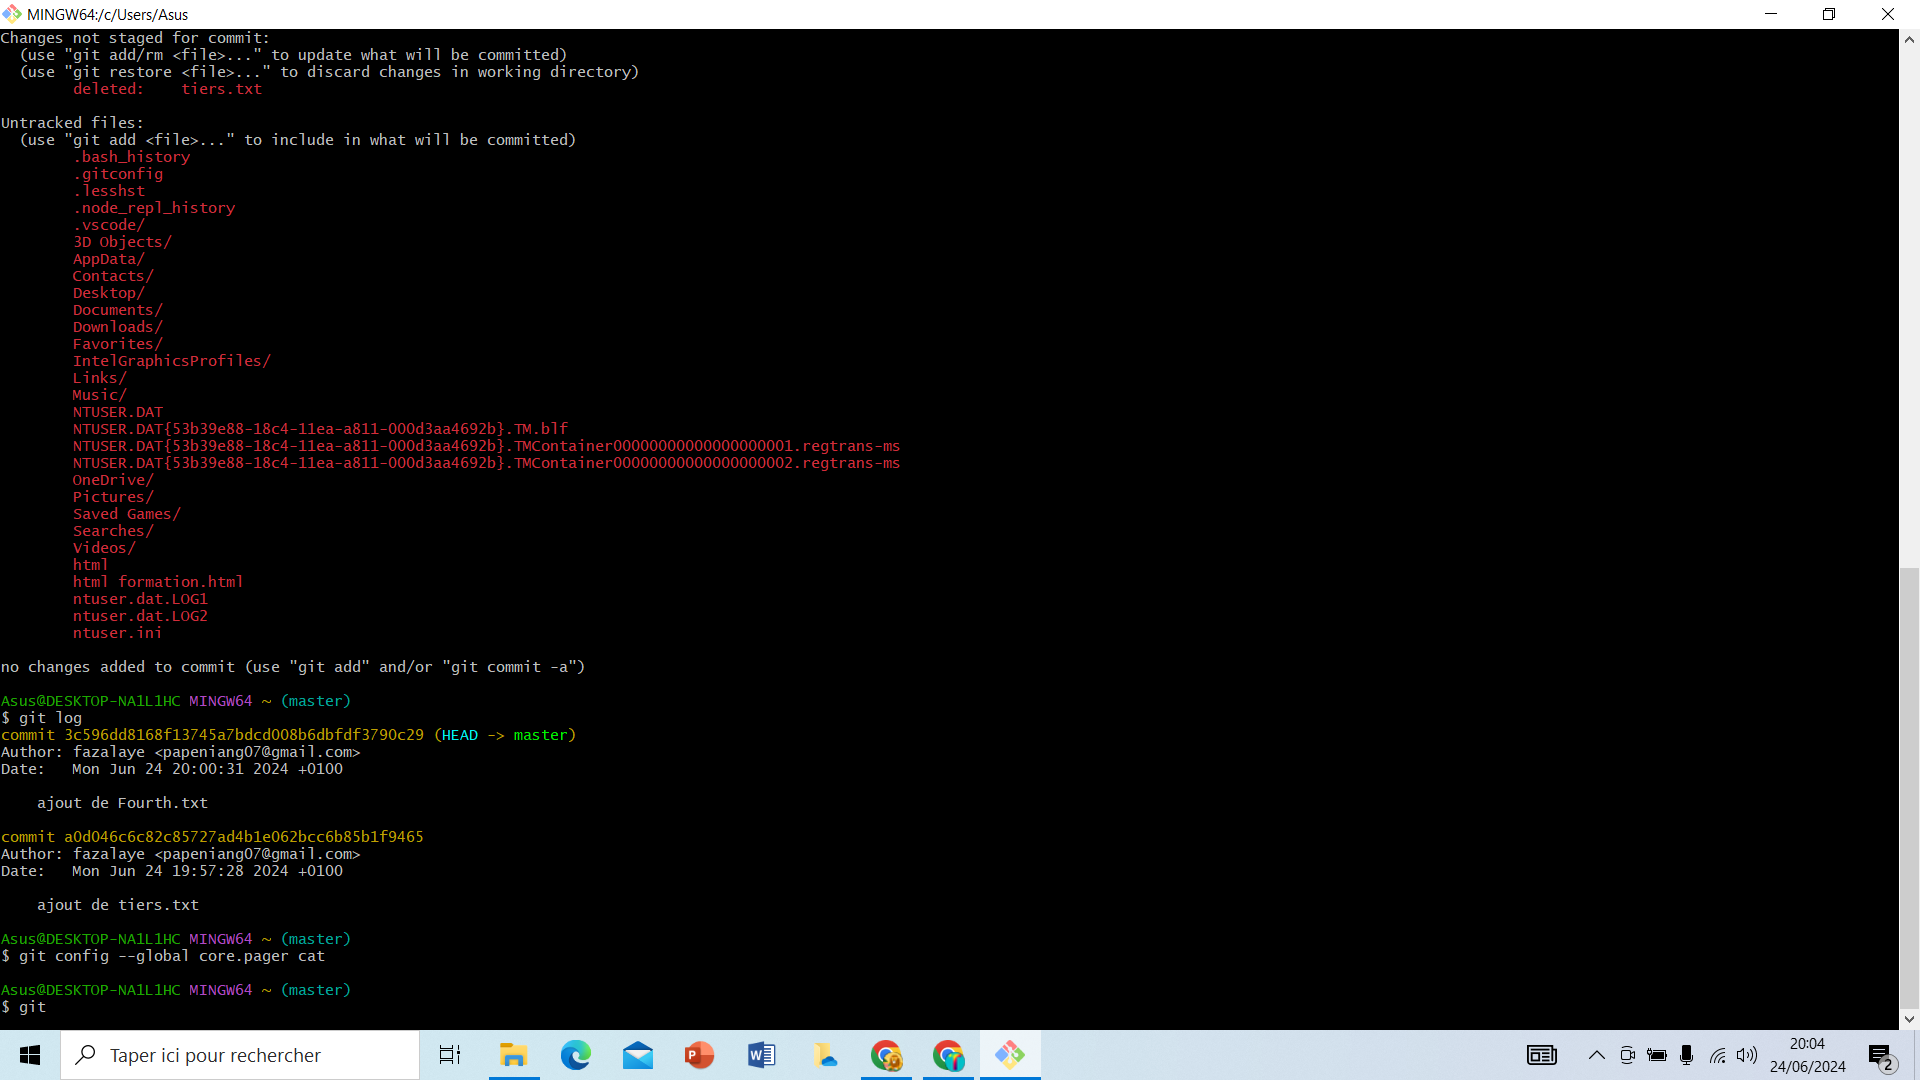 MINGW64:/c/Users/Asus
Changes not staged for commit:
  (use "git add/rm <file>..." to update what will be committed)
  (use "git restore <file>..." to discard changes in working directory)
        deleted:    tiers.txt

Untracked files:
  (use "git add <file>..." to include in what will be committed)
        .bash_history
        .gitconfig
        .lesshst
        .node_repl_history
        .vscode/
        3D Objects/
        AppData/
        Contacts/
        Desktop/
        Documents/
        Downloads/
        Favorites/
        IntelGraphicsProfiles/
        Links/
        Music/
        NTUSER.DAT
        NTUSER.DAT{53b39e88-18c4-11ea-a811-000d3aa4692b}.TM.blf
        NTUSER.DAT{53b39e88-18c4-11ea-a811-000d3aa4692b}.TMContainer00000000000000000001.regtrans-ms
        NTUSER.DAT{53b39e88-18c4-11ea-a811-000d3aa4692b}.TMContainer00000000000000000002.regtrans-ms
        OneDrive/
        Pictures/
        Saved Games/
        Searches/
        Videos/
        html
        html formation.html
        ntuser.dat.LOG1
        ntuser.dat.LOG2
        ntuser.ini

no changes added to commit (use "git add" and/or "git commit -a")

Asus@DESKTOP-NA1L1HC MINGW64 ~ (master)
$ git log
commit 3c596dd8168f13745a7bdcd008b6dbfdf3790c29 (HEAD -> master)
Author: fazalaye <papeniang07@gmail.com>
Date:   Mon Jun 24 20:00:31 2024 +0100

    ajout de Fourth.txt

commit a0d046c6c82c85727ad4b1e062bcc6b85b1f9465
Author: fazalaye <papeniang07@gmail.com>
Date:   Mon Jun 24 19:57:28 2024 +0100

    ajout de tiers.txt

Asus@DESKTOP-NA1L1HC MINGW64 ~ (master)
$ git config --global core.pager cat

Asus@DESKTOP-NA1L1HC MINGW64 ~ (master)
$ git
Taper ici pour rechercher
20:04
24/06/2024
2